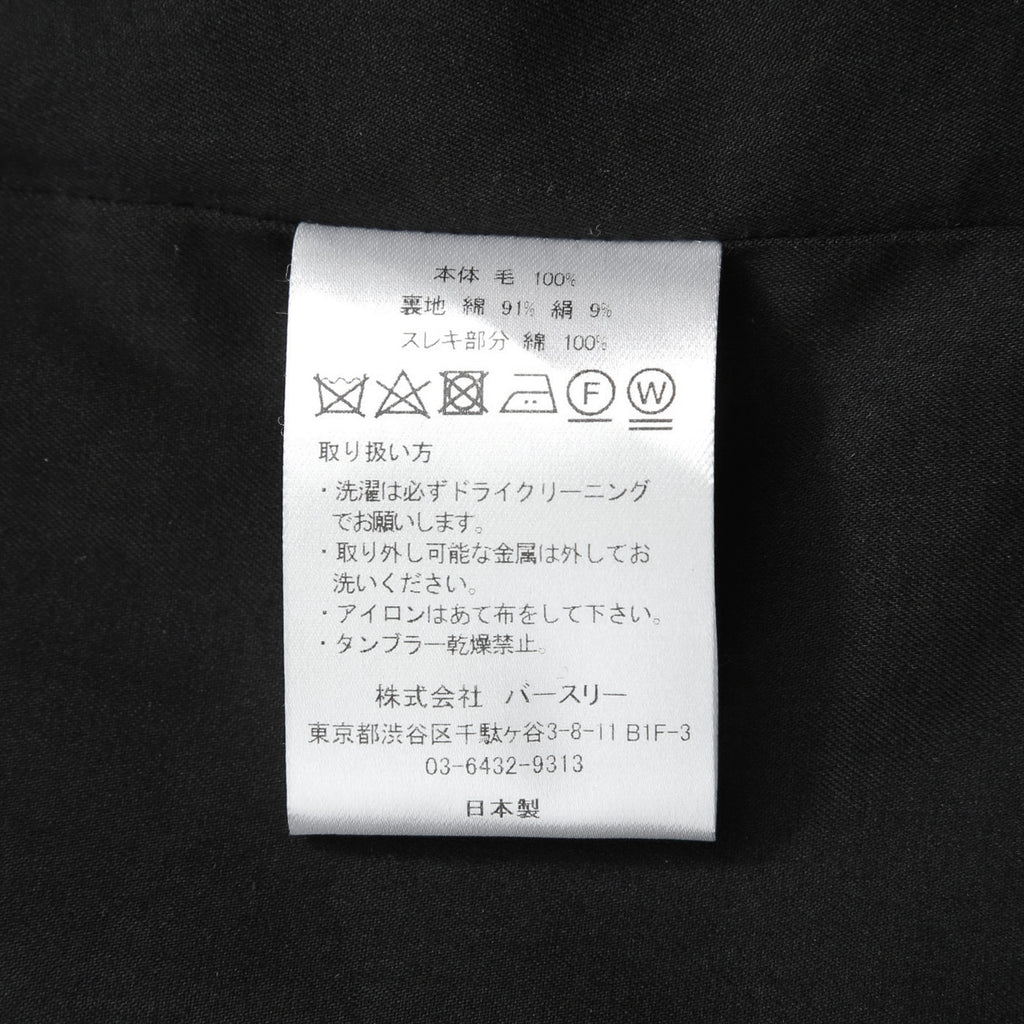 本体 毛 100%
裏地 綿 91% 絹 9%
スレキ部分 綿 100%
F W
取り扱い方
・洗濯は必ずドライクリーニング
でお願いします。
・取り外し可能な金属は外してお
洗いください。
・アイロンはあて布をして下さい。
・タンブラー乾燥禁止。
株式会社 バースリー
東京都渋谷区千駄ヶ谷3-8-11 B1F-3
03-6432-9313
日本製